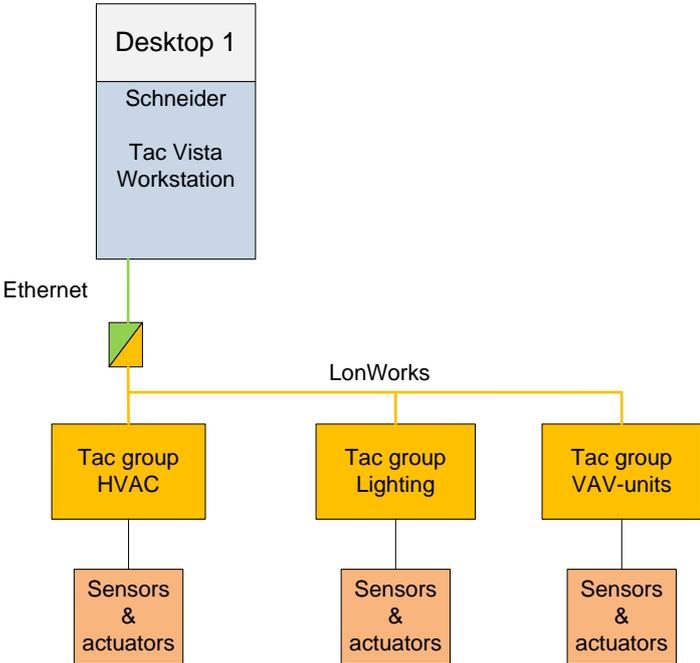 Desktop 1
Schneider
Tac Vista
Workstation
Ethernet
LonWorks
Tac group
HVAC
Tac group
Lighting
Tac group
VAV-units
Sensors
&
actuators
Sensors
&
actuators
Sensors
&
actuators